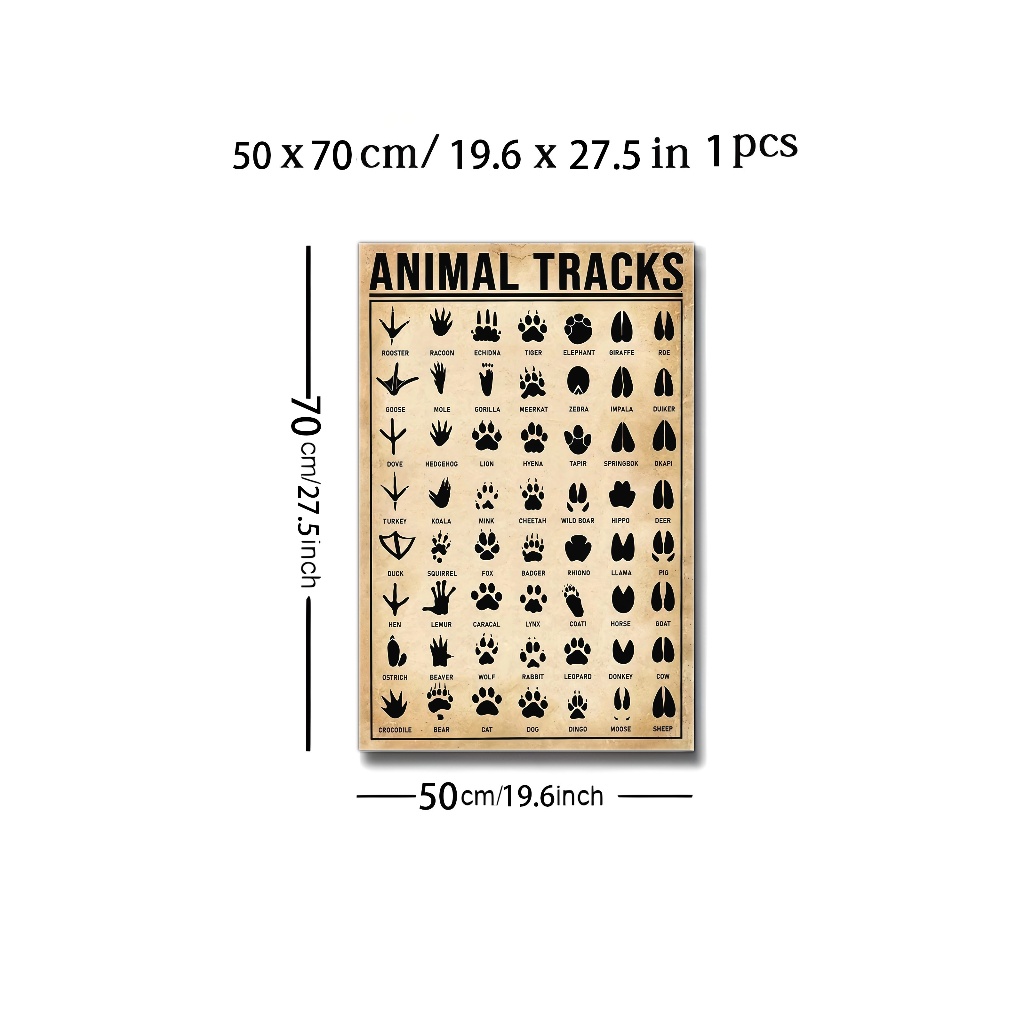 50 x 70 cm/ 19.6 x 27.5 in 1 pcs
ANIMAL TRACKS
ROOSTER RACOON ECHIDNA TIGER ELEPHANT GIRAFFE ROE
GOOSE MOLE GORILLA MEERKAT ZEBRA IMPALA DUIKER
DOVE HEDGEHOG LION HYENA TAPIR SPRINGBOK OKAPI
TURKEY KOALA MINK CHEETAH WILD BOAR HIPPO DEER
DUCK SQUIRREL FOX BADGER RHIONO LLAMA PIG
HEN LEMUR CARACAL LYNX COATI HORSE GOAT
OSTRICH BEAVER WOLF RABBIT LEOPARD DONKEY COW
CROCODILE BEAR CAT DOG DINGO MOOSE SHEEP
70cm/27.5inch
50cm/19.6inch